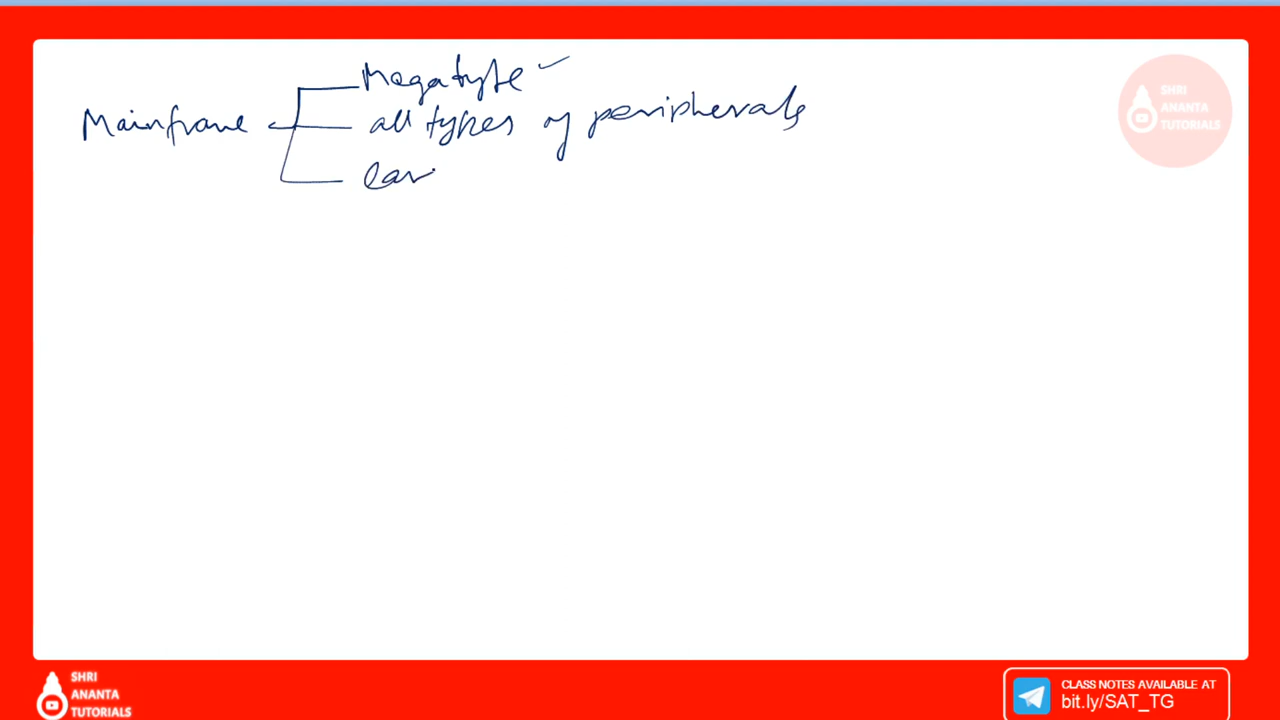 Megabyte
Mainframe
all types of peripherals
SHRI
ANANTA
TUTORIALS
SHRI
ANANTA
TUTORIALS
CLASS NOTES AVAILABLE AT
bit.ly/SAT_TG